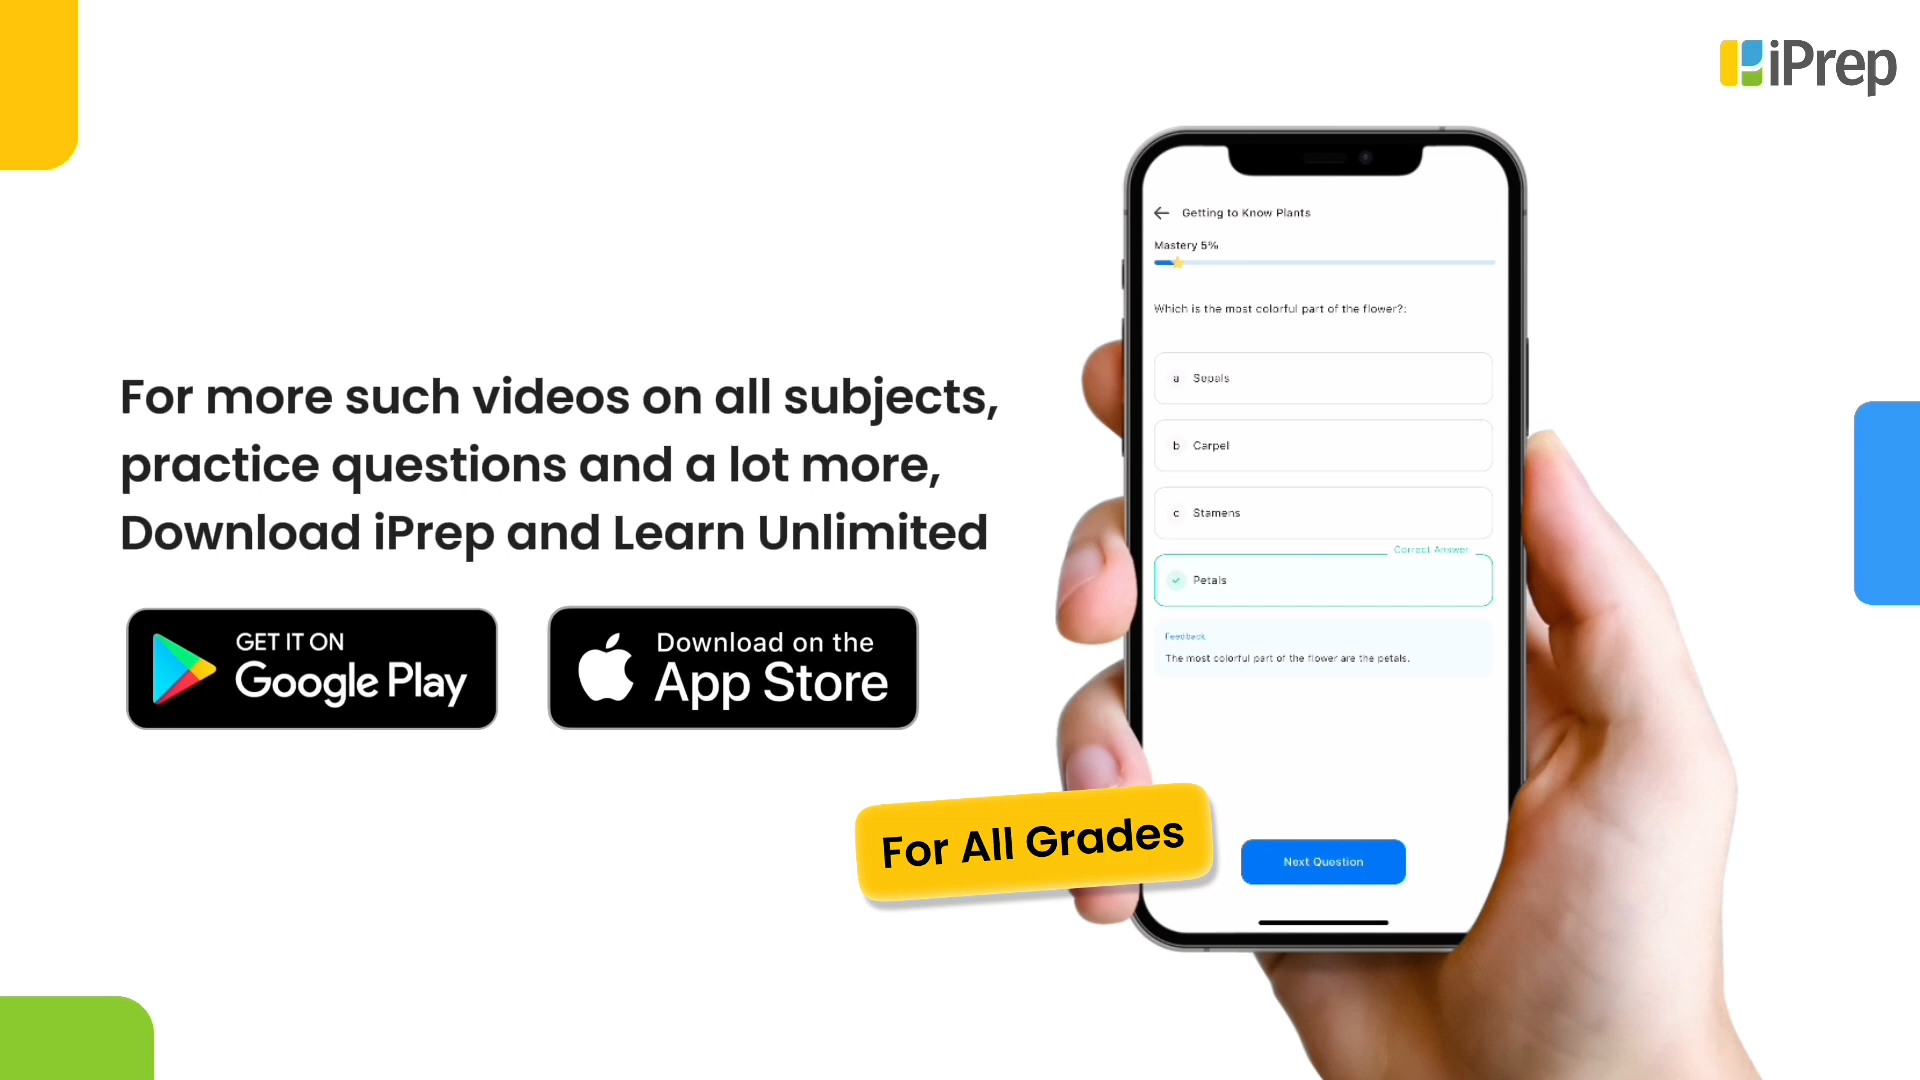 iPrep
Getting to Know Plants
Mastery 5%
Which is the most colorful part of the flower?:
a Sepals
b Carpel
c Stamens
Correct Answer
Petals
Feedback
The most colorful part of the flower are the petals.
Next Question
For more such videos on all subjects,
practice questions and a lot more,
Download iPrep and Learn Unlimited
GET IT ON
Google Play
Download on the
App Store
For All Grades